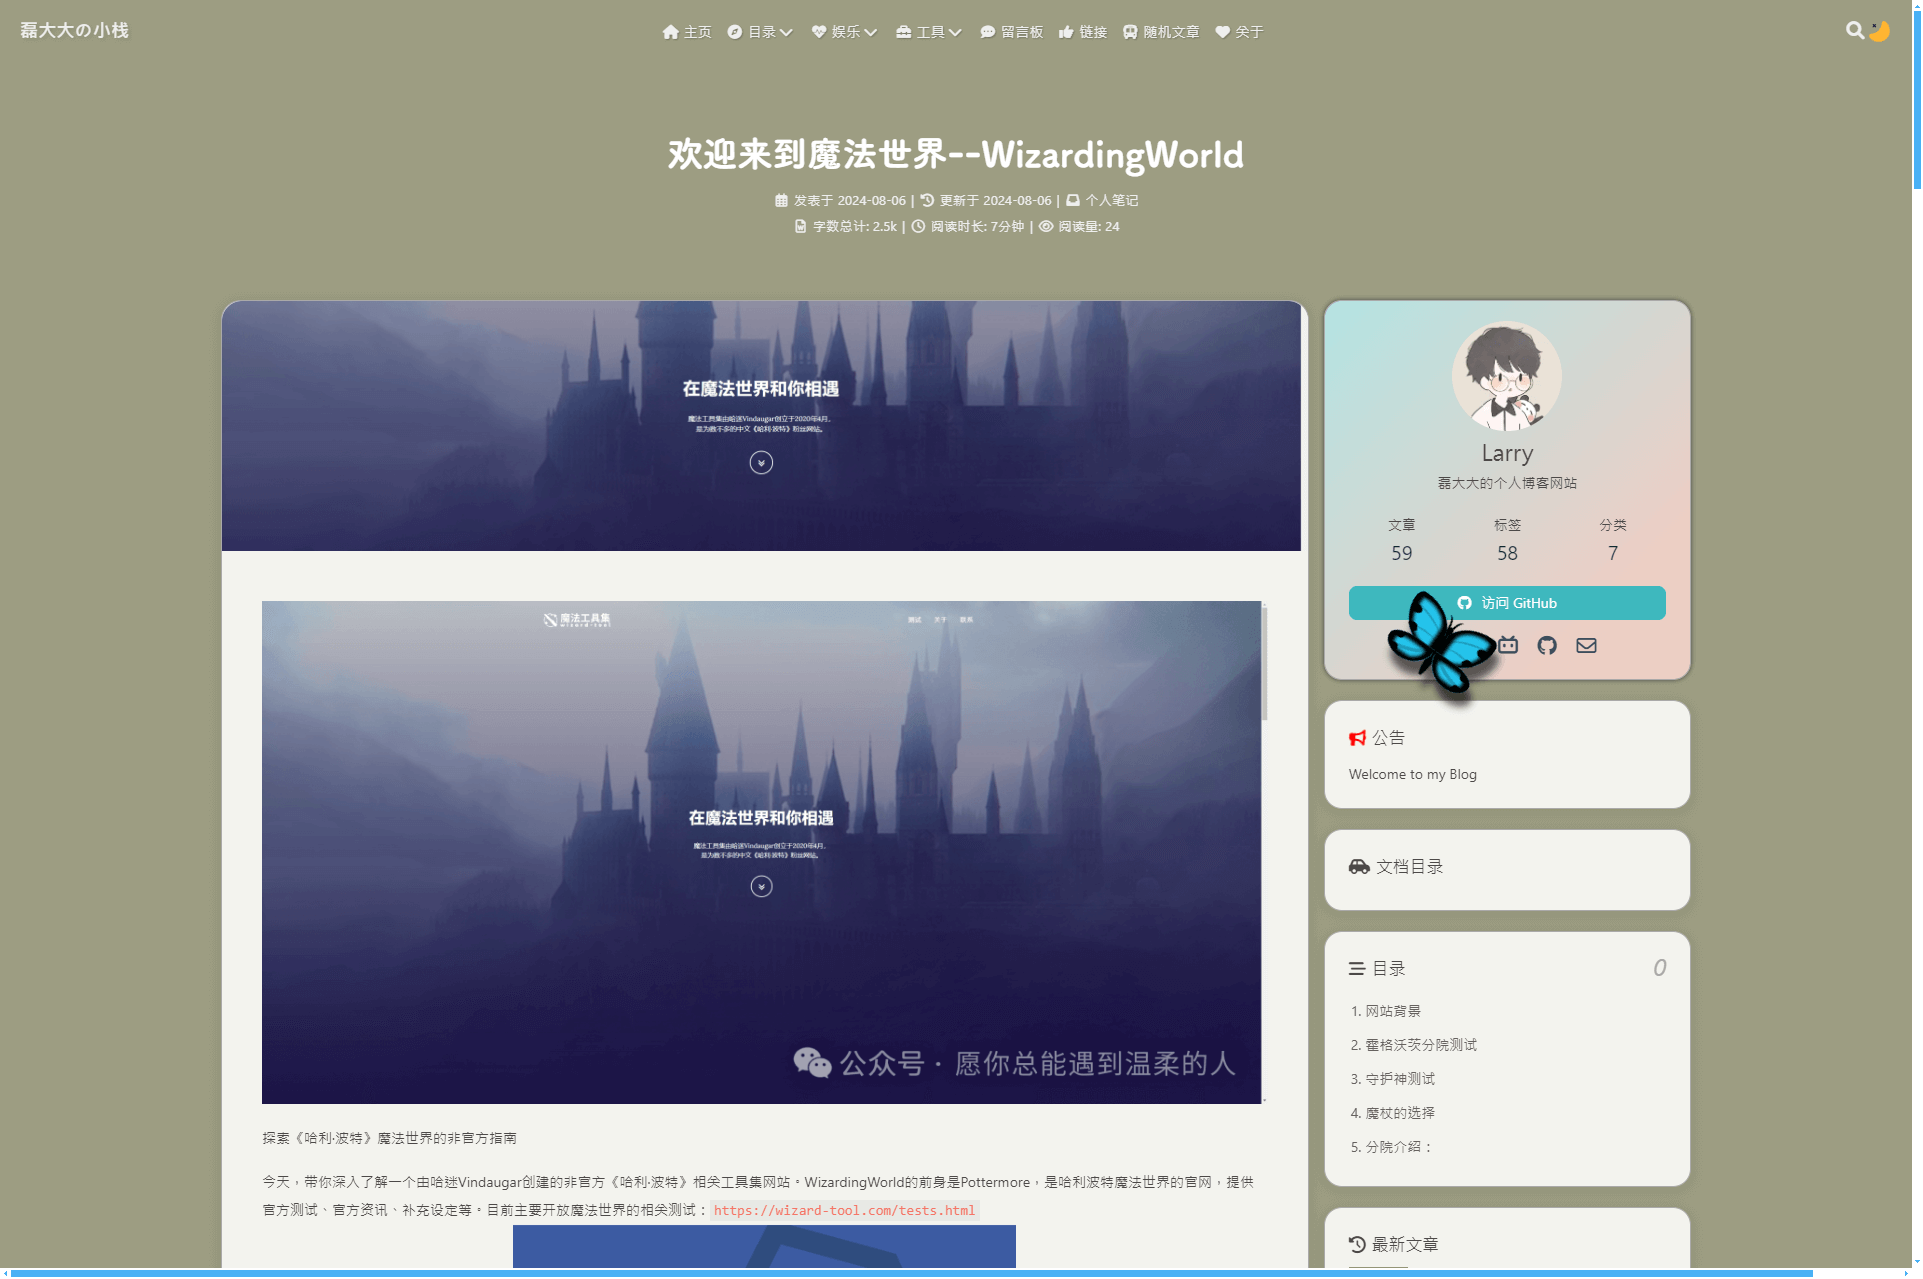 磊大大の小栈
主页 目录 娱乐 工具 留言板 链接 随机文章 关于
欢迎来到魔法世界--WizardingWorld
发表于 2024-08-06 | 更新于 2024-08-06 | 个人笔记
字数总计: 2.5k | 阅读时长: 7分钟 | 阅读量: 24
在魔法世界和你相遇
魔法工具集由哈迷Vindaugar创立于2020年4月,
是为数不多的中文《哈利·波特》粉丝网站。
魔法工具集
wizard-tool
测试 关于 联系
在魔法世界和你相遇
魔法工具集由哈迷Vindaugar创立于2020年4月,
是为数不多的中文《哈利·波特》粉丝网站。
公众号 · 愿你总能遇到温柔的人
探索《哈利·波特》魔法世界的非官方指南
今天，带你深入了解一个由哈迷Vindaugar创建的非官方《哈利·波特》相关工具集网站。WizardingWorld的前身是Pottermore，是哈利波特魔法世界的官网，提供
官方测试、官方资讯、补充设定等。目前主要开放魔法世界的相关测试：https://wizard-tool.com/tests.html
Larry
磊大大的个人博客网站
文章 标签 分类
59 58 7
访问 GitHub
公告
Welcome to my Blog
文档目录
目录 0
1. 网站背景
2. 霍格沃茨分院测试
3. 守护神测试
4. 魔杖的选择
5. 分院介绍：
最新文章